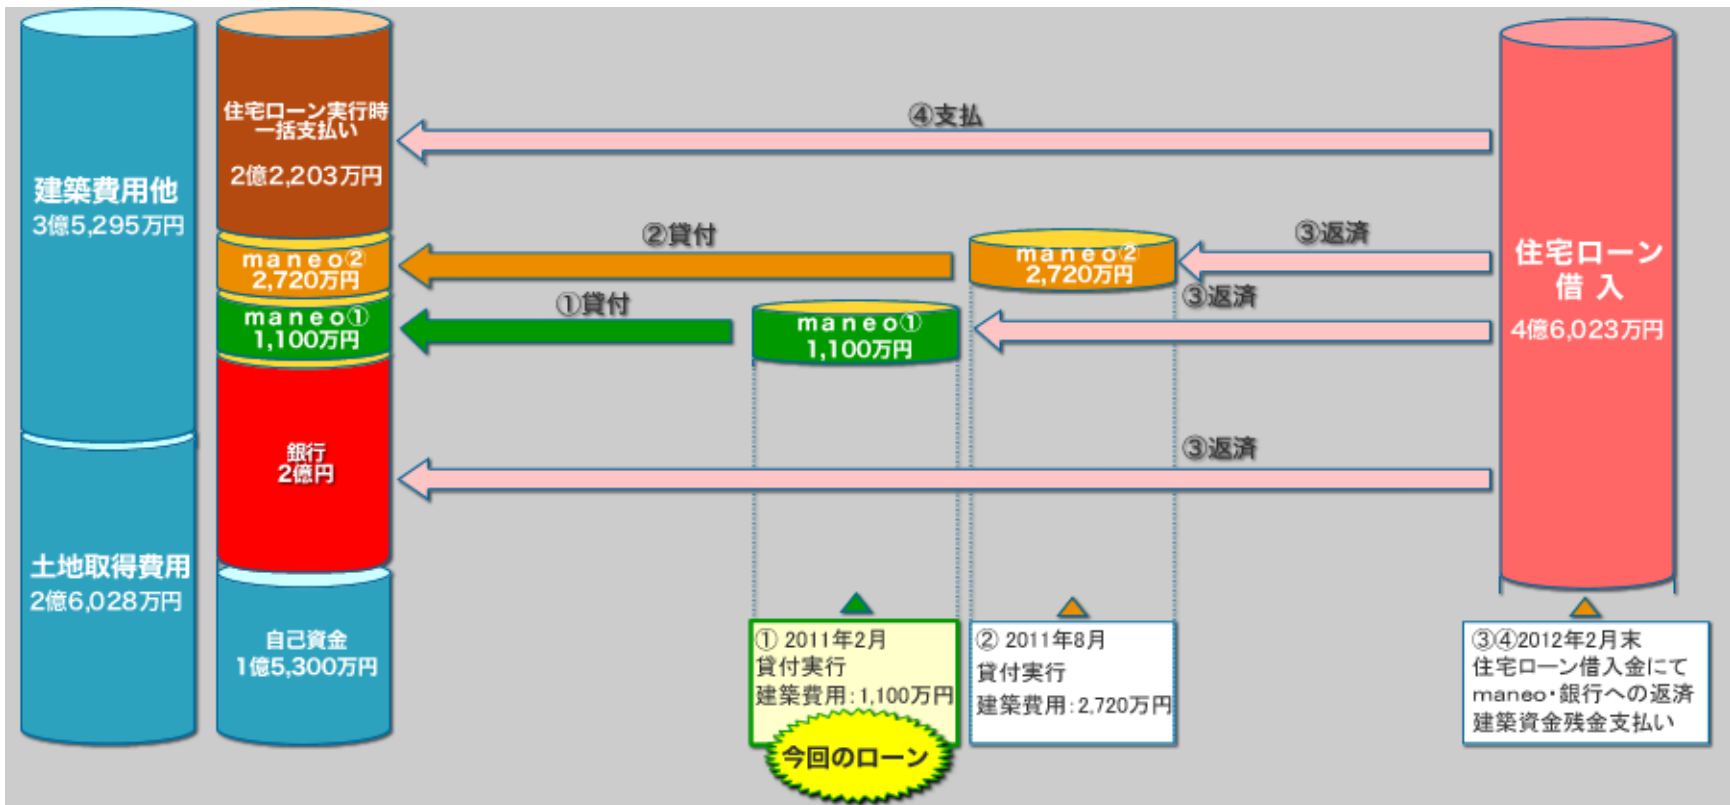 建築費用他
3億5,295万円
土地取得費用
2億6,028万円
住宅ローン実行時
一括支払い
2億2,203万円
maneo②
2,720万円
maneo①
1,100万円
銀行
2億円
自己資金
1億5,300万円
④支払
②貸付
①貸付
maneo②
2,720万円
maneo①
1,100万円
③返済
③返済
③返済
住宅ローン
借入
4億6,023万円
① 2011年2月
貸付実行
建築費用:1,100万円
今回のローン
② 2011年8月
貸付実行
建築費用:2,720万円
③④2012年2月末
住宅ローン借入金にて
maneo・銀行への返済
建築資金残金支払い